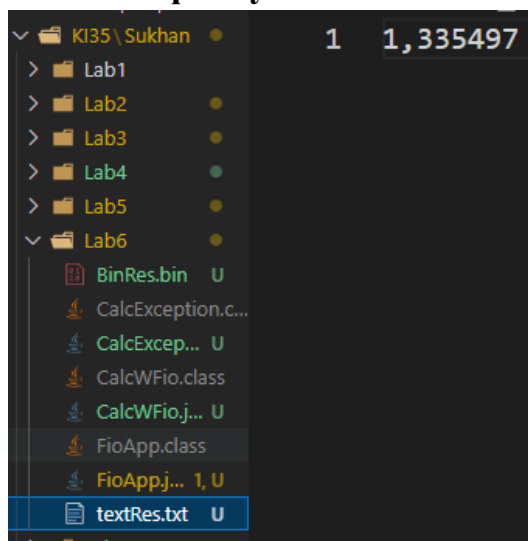 KI35\Sukhan
Lab1
Lab2
Lab3
Lab4
Lab5
Lab6
BinRes.bin U
CalcException.c...
CalcExcep... U
CalcWFio.class
CalcWFio.j... U
FioApp.class
FioApp.j... 1, U
textRes.txt U
1 1,335497